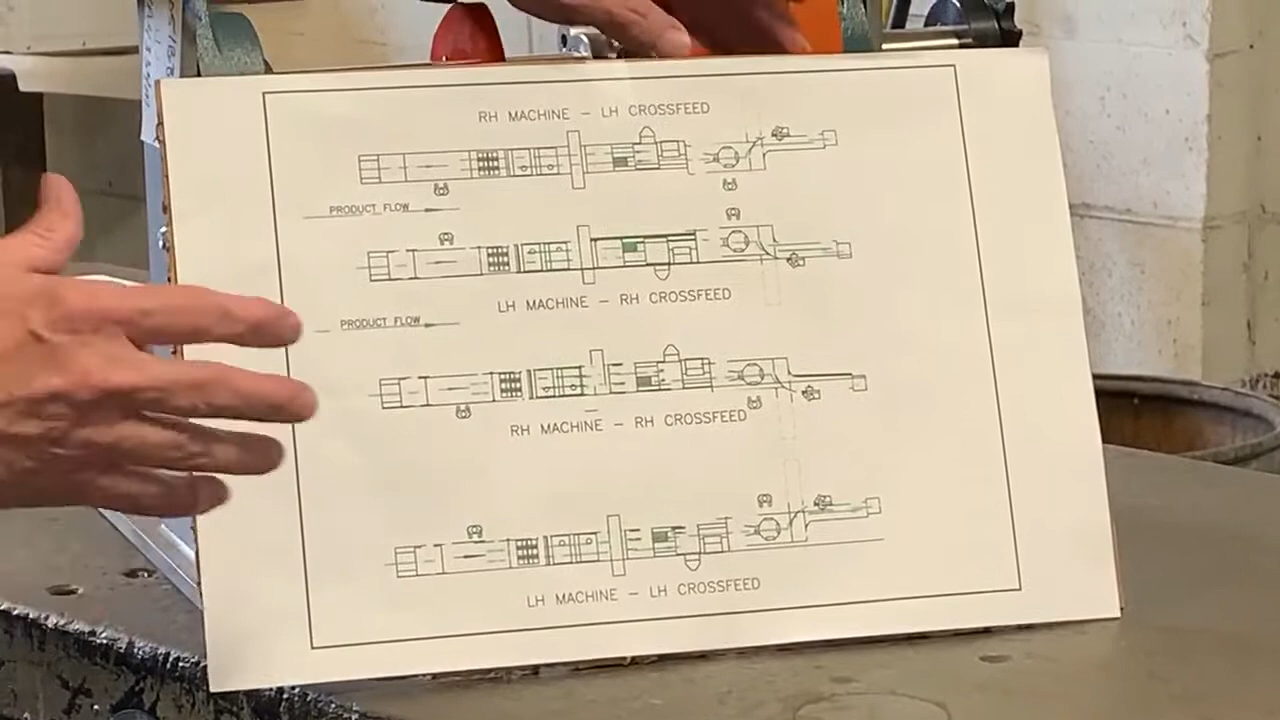 RH MACHINE – LH CROSSFEED
PRODUCT FLOW
LH MACHINE – RH CROSSFEED
PRODUCT FLOW
RH MACHINE – RH CROSSFEED
LH MACHINE – LH CROSSFEED